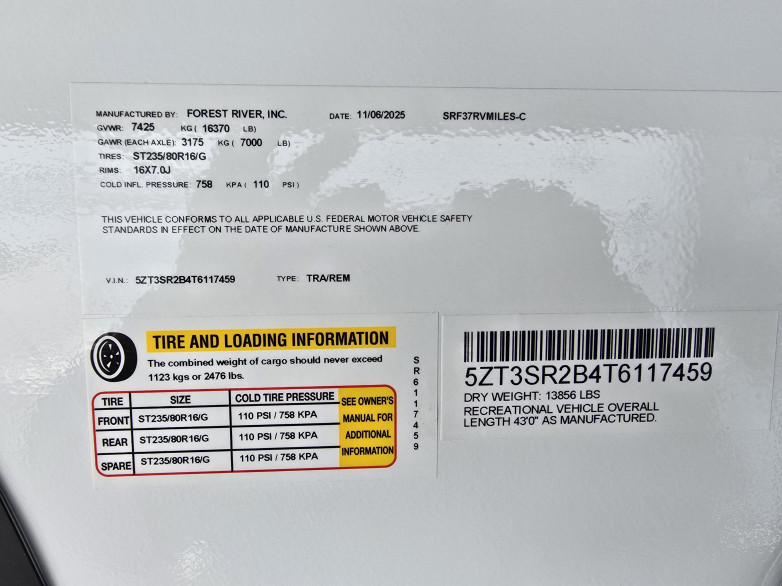 MANUFACTURED BY: FOREST RIVER, INC. DATE: 11/06/2025 SRF37RVMILES-C
GVWR: 7425 KG ( 16370 LB)
GAWR (EACH AXLE): 3175 KG ( 7000 LB)
TIRES: ST235/80R16/G
RIMS: 16X7.0J
COLD INFL. PRESSURE: 758 KPA ( 110 PSI )
THIS VEHICLE CONFORMS TO ALL APPLICABLE U.S. FEDERAL MOTOR VEHICLE SAFETY
STANDARDS IN EFFECT ON THE DATE OF MANUFACTURE SHOWN ABOVE.
V.I.N.: 5ZT3SR2B4T6117459 TYPE: TRA/REM
TIRE AND LOADING INFORMATION
The combined weight of cargo should never exceed
1123 kgs or 2476 lbs.
TIRE SIZE COLD TIRE PRESSURE SEE OWNER'S
FRONT ST235/80R16/G 110 PSI / 758 KPA MANUAL FOR
REAR ST235/80R16/G 110 PSI / 758 KPA ADDITIONAL
SPARE ST235/80R16/G 110 PSI / 758 KPA INFORMATION
SR6117459
5ZT3SR2B4T6117459
DRY WEIGHT: 13856 LBS
RECREATIONAL VEHICLE OVERALL
LENGTH 43'0" AS MANUFACTURED.